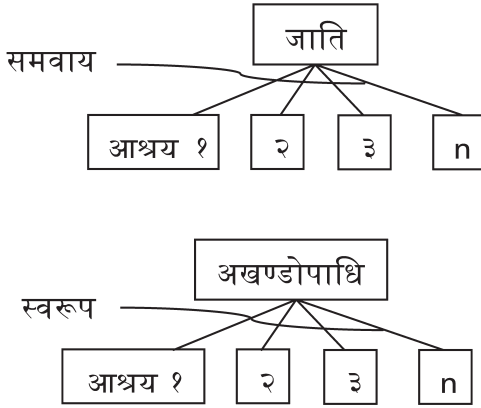 जाति
समवाय
आश्रय १ २ ३ n
अखण्डोपाधि
स्वरूप
आश्रय १ २ ३ n